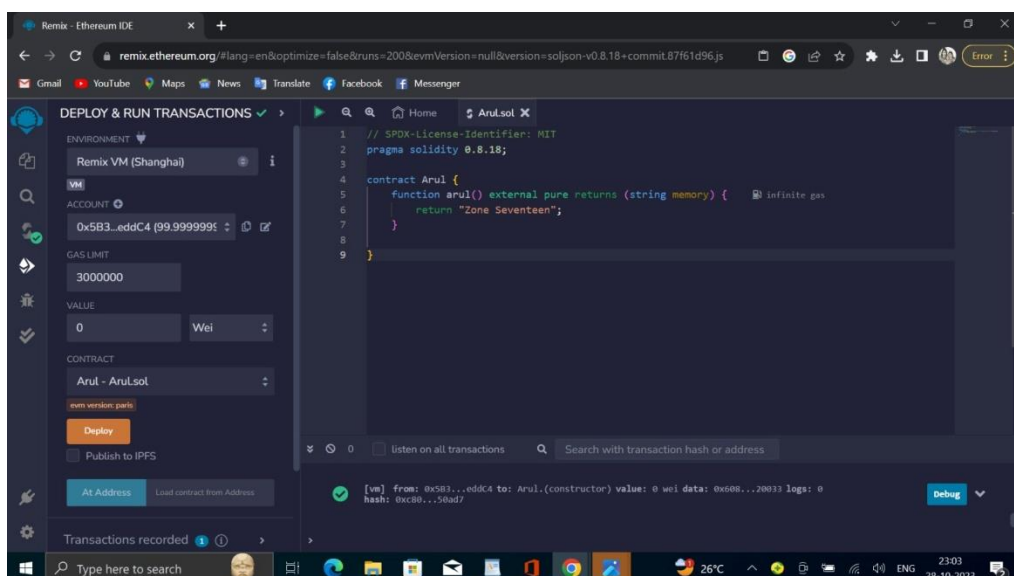 Remix - Ethereum IDE
remix.ethereum.org/#lang=en&optimize=false&runs=200&evmVersion=null&version=soljson-v0.8.18+commit.87f61d96.js
Error
Gmail YouTube Maps News Translate Facebook Messenger
DEPLOY & RUN TRANSACTIONS
Home
Arul.sol
ENVIRONMENT
Remix VM (Shanghai)
VM
ACCOUNT
0x5B3...eddC4 (99.9999999
GAS LIMIT
3000000
VALUE
0 Wei
CONTRACT
Arul - Arul.sol
evm version: paris
Deploy
Publish to IPFS
At Address Load contract from Address
Transactions recorded 1
1 // SPDX-License-Identifier: MIT
2 pragma solidity 0.8.18;
3
4 contract Arul {
5 function arul() external pure returns (string memory) { infinite gas
6 return "Zone Seventeen";
7 }
8
9 }
0 listen on all transactions Search with transaction hash or address
[vm] from: 0x5B3...eddC4 to: Arul.(constructor) value: 0 wei data: 0x608...20033 logs: 0
hash: 0xc80...50ad7
Debug
>
Type here to search
26°C
ENG
23:03
28-10-2023